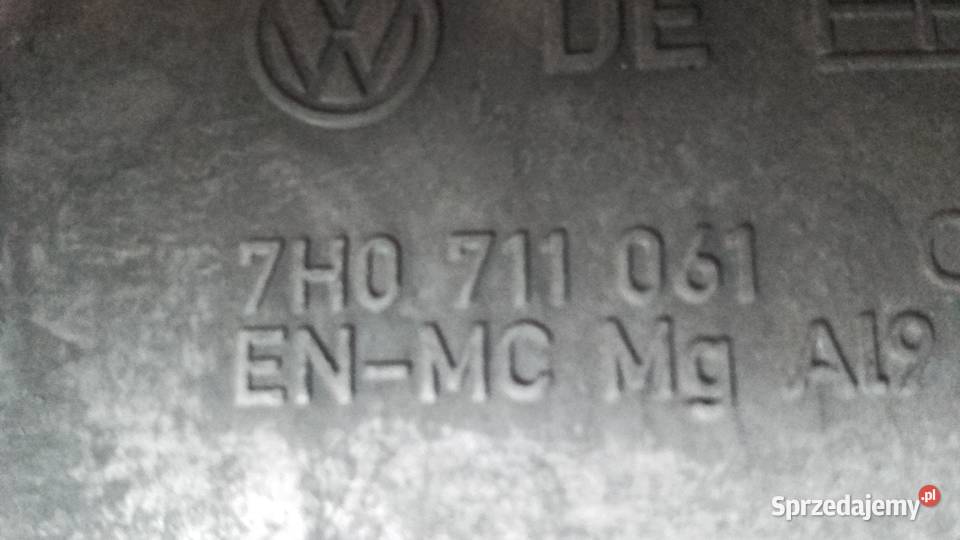 DE
7H0 711 061
EN-MC Mg Al9
Sprzedajemy.pl